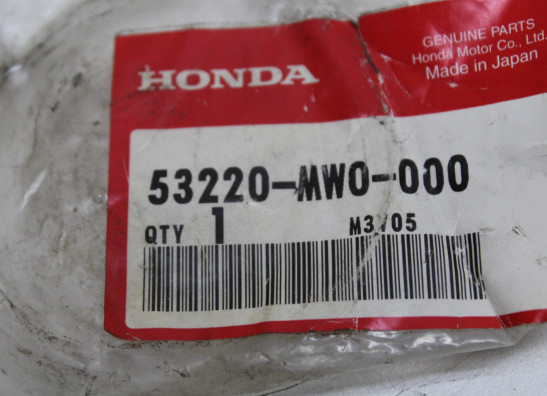 GENUINE PARTS
Honda Motor Co., Ltd.
Made in Japan
HONDA
53220-MW0-000
QTY 1